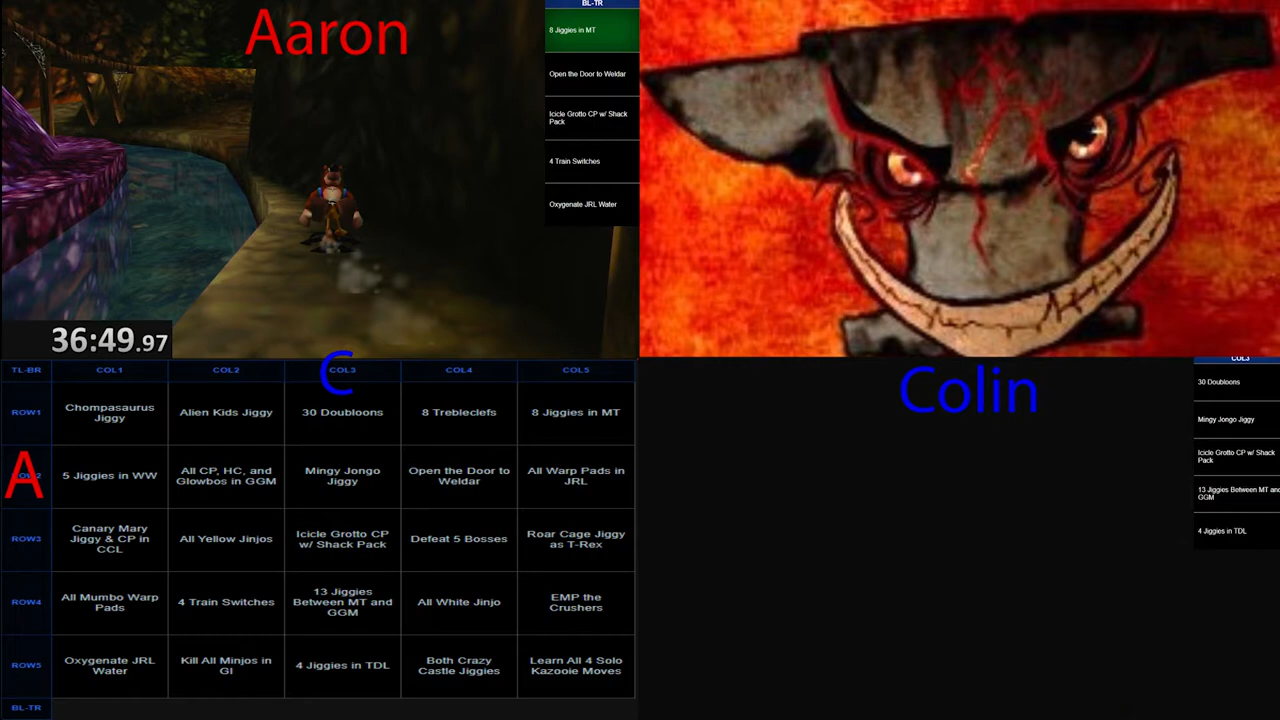 Aaron
BL-TR
8 Jiggies in MT
Open the Door to Weldar
Icicle Grotto CP w/ Shack
Pack
4 Train Switches
Oxygenate JRL Water
36:49.97
C
Colin
COL3
30 Doubloons
Mingy Jongo Jiggy
Icicle Grotto CP w/ Shack
Pack
13 Jiggies Between MT and
GGM
4 Jiggies in TDL
TL-BR COL1 COL2 COL3 COL4 COL5
ROW1
Chompasaurus
Jiggy
Alien Kids Jiggy
30 Doubloons
8 Trebleclefs
8 Jiggies in MT
A
5 Jiggies in WW
All CP, HC, and
Glowbos in GGM
Mingy Jongo
Jiggy
Open the Door to
Weldar
All Warp Pads in
JRL
ROW3
Canary Mary
Jiggy & CP in
CCL
All Yellow Jinjos
Icicle Grotto CP
w/ Shack Pack
Defeat 5 Bosses
Roar Cage Jiggy
as T-Rex
ROW4
All Mumbo Warp
Pads
4 Train Switches
13 Jiggies
Between MT and
GGM
All White Jinjo
EMP the
Crushers
ROW5
Oxygenate JRL
Water
Kill All Minjos in
GI
4 Jiggies in TDL
Both Crazy
Castle Jiggies
Learn All 4 Solo
Kazooie Moves
BL-TR